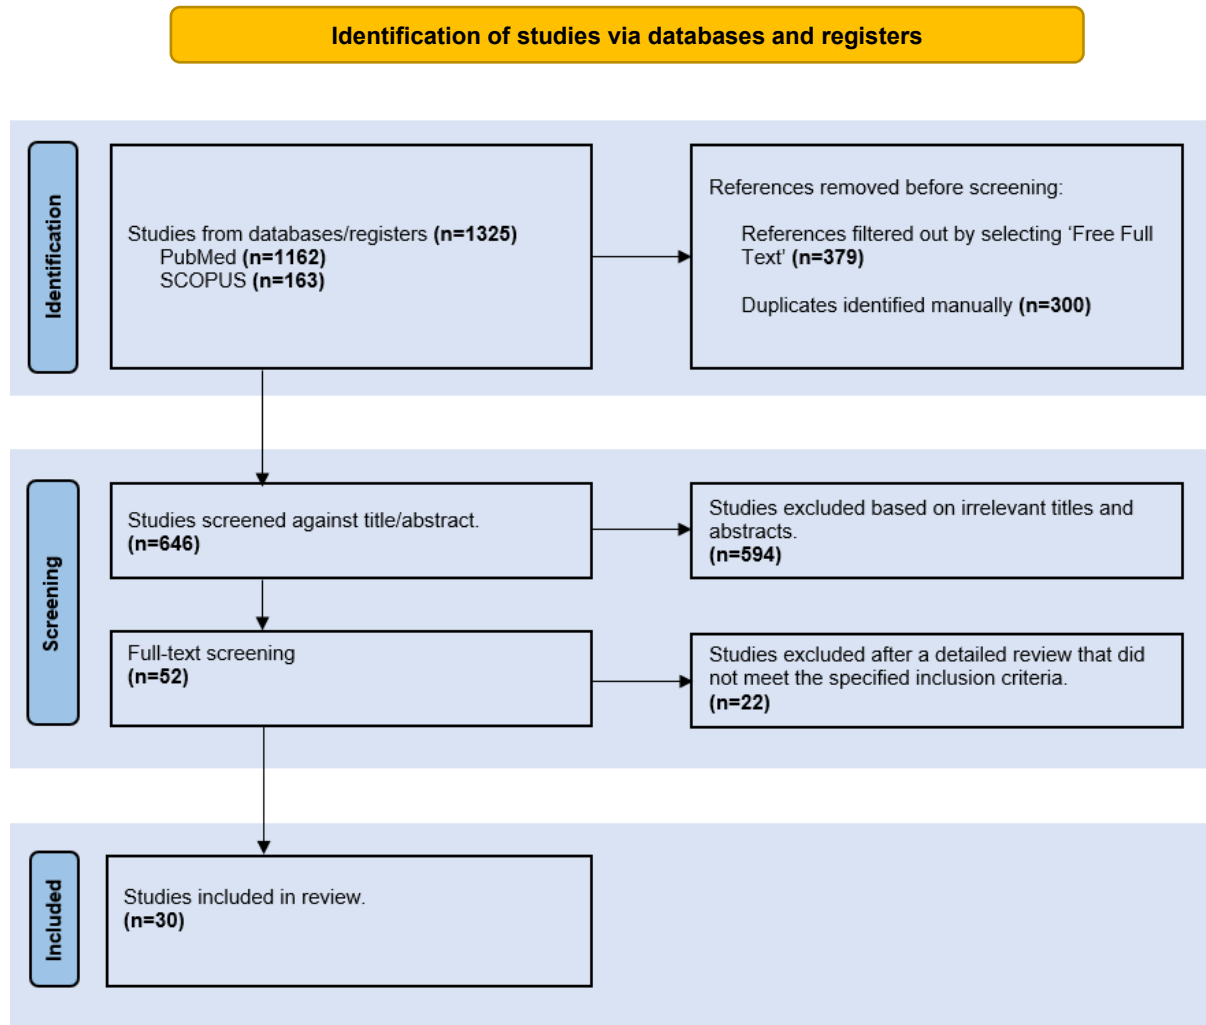 Identification of studies via databases and registers
Identification
Studies from databases/registers (n=1325)
PubMed (n=1162)
SCOPUS (n=163)
References removed before screening:
References filtered out by selecting ‘Free Full
Text’ (n=379)
Duplicates identified manually (n=300)
Screening
Studies screened against title/abstract.
(n=646)
Studies excluded based on irrelevant titles and
abstracts.
(n=594)
Full-text screening
(n=52)
Studies excluded after a detailed review that did
not meet the specified inclusion criteria.
(n=22)
Included
Studies included in review.
(n=30)